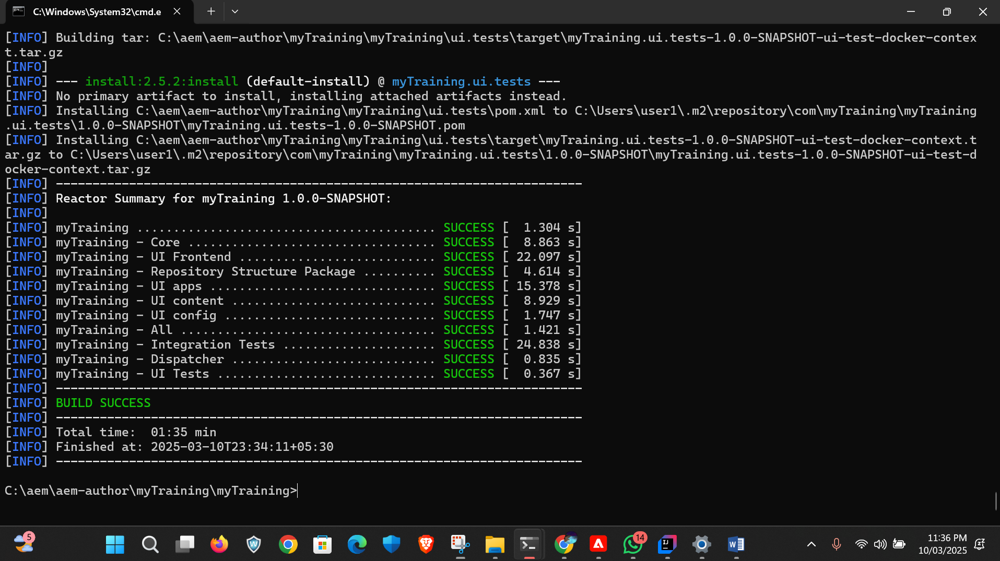 C:\Windows\System32\cmd.e
[INFO] Building tar: C:\aem\aem-author\myTraining\myTraining\ui.tests\target\myTraining.ui.tests-1.0.0-SNAPSHOT-ui-test-docker-contex
t.tar.gz
[INFO]
[INFO] --- install:2.5.2:install (default-install) @ myTraining.ui.tests ---
[INFO] No primary artifact to install, installing attached artifacts instead.
[INFO] Installing C:\aem\aem-author\myTraining\myTraining\ui.tests\pom.xml to C:\Users\user1\.m2\repository\com\myTraining\myTraining
.ui.tests\1.0.0-SNAPSHOT\myTraining.ui.tests-1.0.0-SNAPSHOT.pom
[INFO] Installing C:\aem\aem-author\myTraining\myTraining\ui.tests\target\myTraining.ui.tests-1.0.0-SNAPSHOT-ui-test-docker-context.t
ar.gz to C:\Users\user1\.m2\repository\com\myTraining\myTraining.ui.tests\1.0.0-SNAPSHOT\myTraining.ui.tests-1.0.0-SNAPSHOT-ui-test-d
ocker-context.tar.gz
[INFO] ------------------------------------------------------------------------
[INFO] Reactor Summary for myTraining 1.0.0-SNAPSHOT:
[INFO]
[INFO] myTraining ......................................... SUCCESS [  1.304 s]
[INFO] myTraining - Core .................................. SUCCESS [  8.863 s]
[INFO] myTraining - UI Frontend ........................... SUCCESS [ 22.097 s]
[INFO] myTraining - Repository Structure Package .......... SUCCESS [  4.614 s]
[INFO] myTraining - UI apps ............................... SUCCESS [ 15.378 s]
[INFO] myTraining - UI content ............................ SUCCESS [  8.929 s]
[INFO] myTraining - UI config ............................. SUCCESS [  1.747 s]
[INFO] myTraining - All ................................... SUCCESS [  1.421 s]
[INFO] myTraining - Integration Tests ..................... SUCCESS [ 24.838 s]
[INFO] myTraining - Dispatcher ............................ SUCCESS [  0.835 s]
[INFO] myTraining - UI Tests .............................. SUCCESS [  0.367 s]
[INFO] ------------------------------------------------------------------------
[INFO] BUILD SUCCESS
[INFO] ------------------------------------------------------------------------
[INFO] Total time:  01:35 min
[INFO] Finished at: 2025-03-10T23:34:11+05:30
[INFO] ------------------------------------------------------------------------
C:\aem\aem-author\myTraining\myTraining>
5
W
14
IJ
W
11:36 PM
10/03/2025